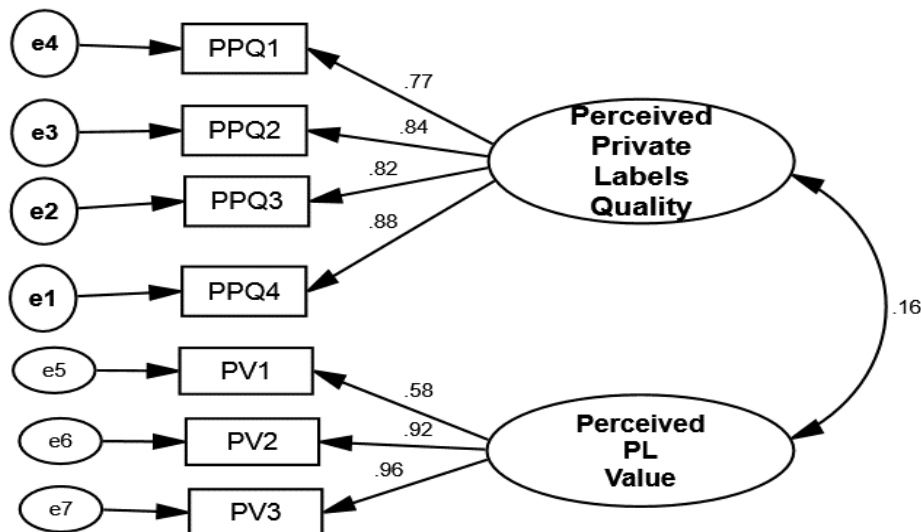 e4
PPQ1
.77
e3
PPQ2
.84
Perceived
Private
Labels
Quality
e2
PPQ3
.82
.88
e1
PPQ4
.16
e5
PV1
.58
e6
PV2
.92
Perceived
PL
Value
.96
e7
PV3